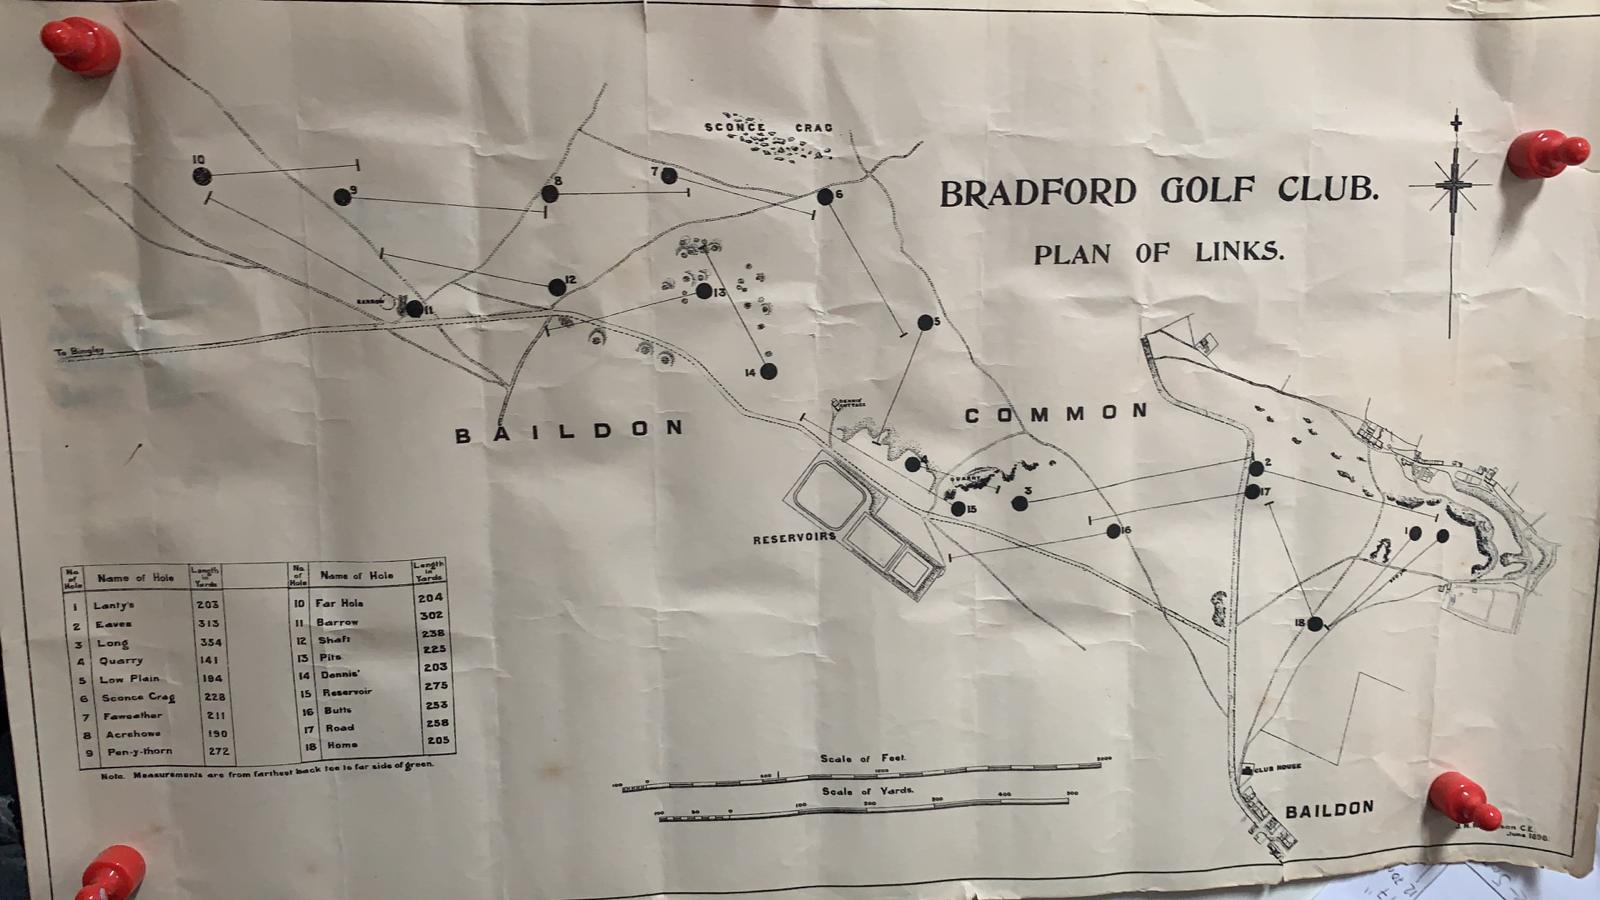 SCONCE CRAG
BRADFORD GOLF CLUB.
PLAN OF LINKS.
10
9
8
7
6
12
13
11
BARROW
5
To Bingley
14
DENNIS' COTTAGE
BAILDON
COMMON
4
QUARRY
3
2
17
15
16
1
RESERVOIRS
18
No. of Hole Name of Hole Length in Yards No. of Hole Name of Hole Length in Yards
1 Lanty's 203 10 Far Hole 204
2 Eaves 313 11 Barrow 302
3 Long 354 12 Shaft 238
4 Quarry 141 13 Pits 225
5 Low Plain 194 14 Dennis' 203
6 Sconce Crag 228 15 Reservoir 275
7 Faweather 211 16 Butts 253
8 Acrehowe 190 17 Road 258
9 Pen-y-thorn 272 18 Home 205
Note. Measurements are from farthest back tee to far side of green.
Scale of Feet.
100 0 1000 2000
Scale of Yards.
100 50 0 100 200 300 400 500
CLUB HOUSE
BAILDON
C.E.
June 1898.